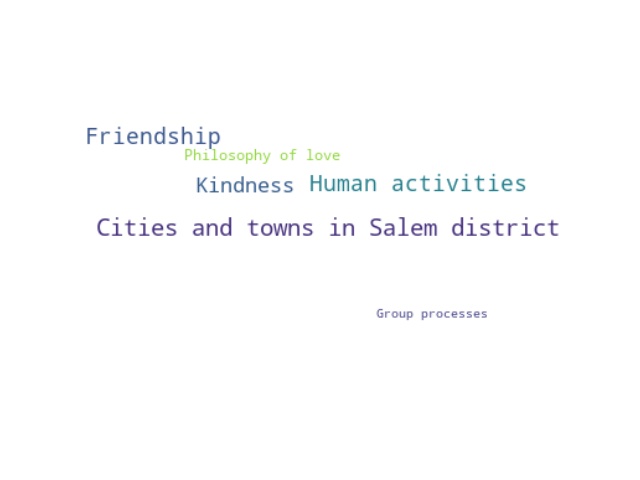 Friendship
Philosophy of love
Kindness Human activities
Cities and towns in Salem district
Group processes